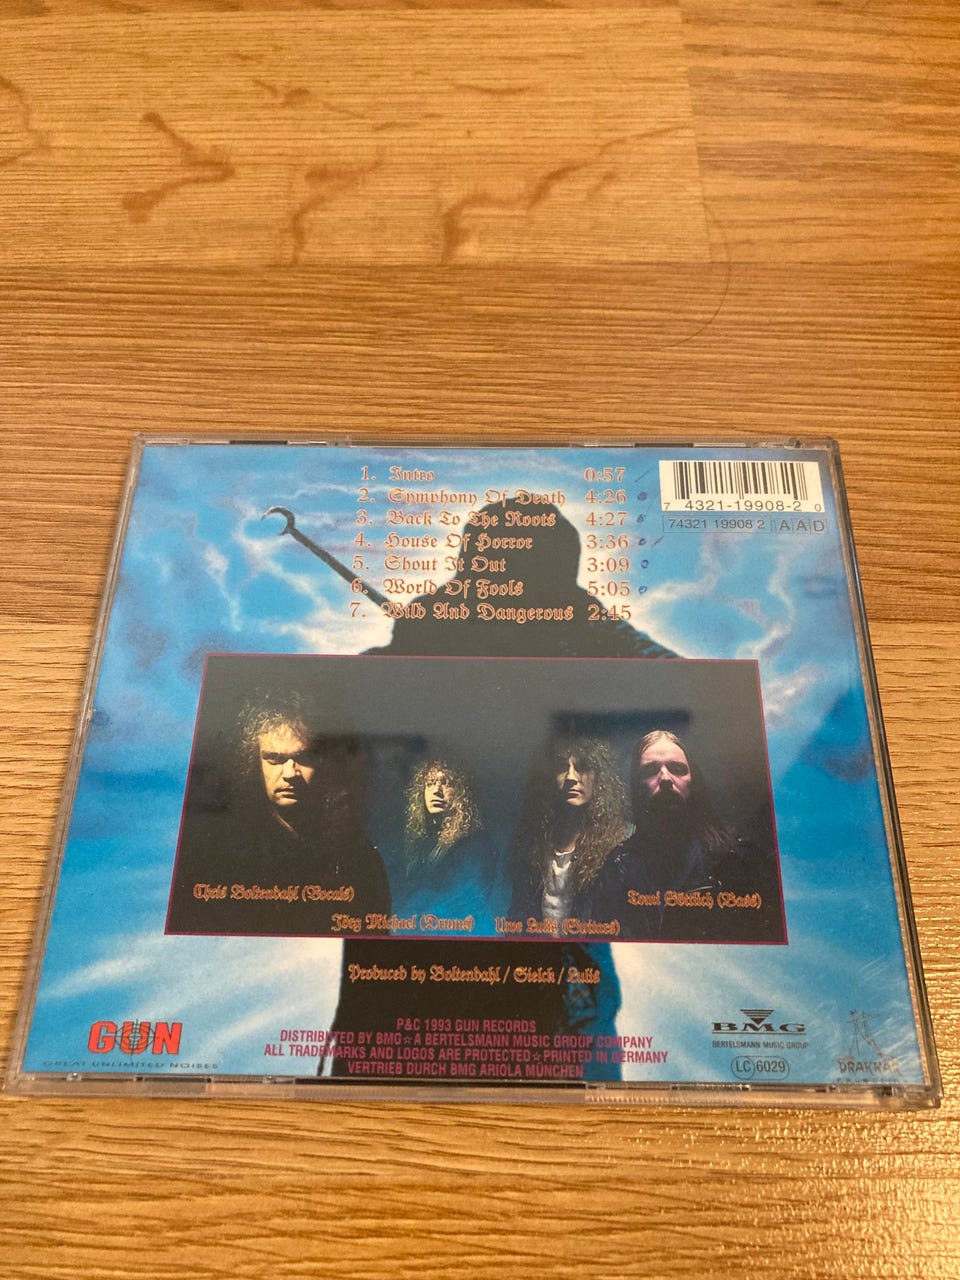 1. Intro 0:57
2. Symphony Of Death 4:26
3. Back To The Roots 4:27
4. House Of Horror 3:36
5. Shout It Out 3:09
6. World Of Fools 5:05
7. Wild And Dangerous 2:45
7 4321-19908-2 0
74321 19908 2 AAD
Chris Boltendahl (Vocals)
Tomi Göttlich (Bass)
Jörg Michael (Drums)
Uwe Lulis (Guitars)
Produced by Boltendahl / Sielck / Lulis
GUN
GREAT UNLIMITED NOISES
P&C 1993 GUN RECORDS
DISTRIBUTED BY BMG☆A BERTELSMANN MUSIC GROUP COMPANY
ALL TRADEMARKS AND LOGOS ARE PROTECTED☆PRINTED IN GERMANY
VERTRIEB DURCH BMG ARIOLA MÜNCHEN
BMG
BERTELSMANN MUSIC GROUP
LC 6029
DRAKKAR